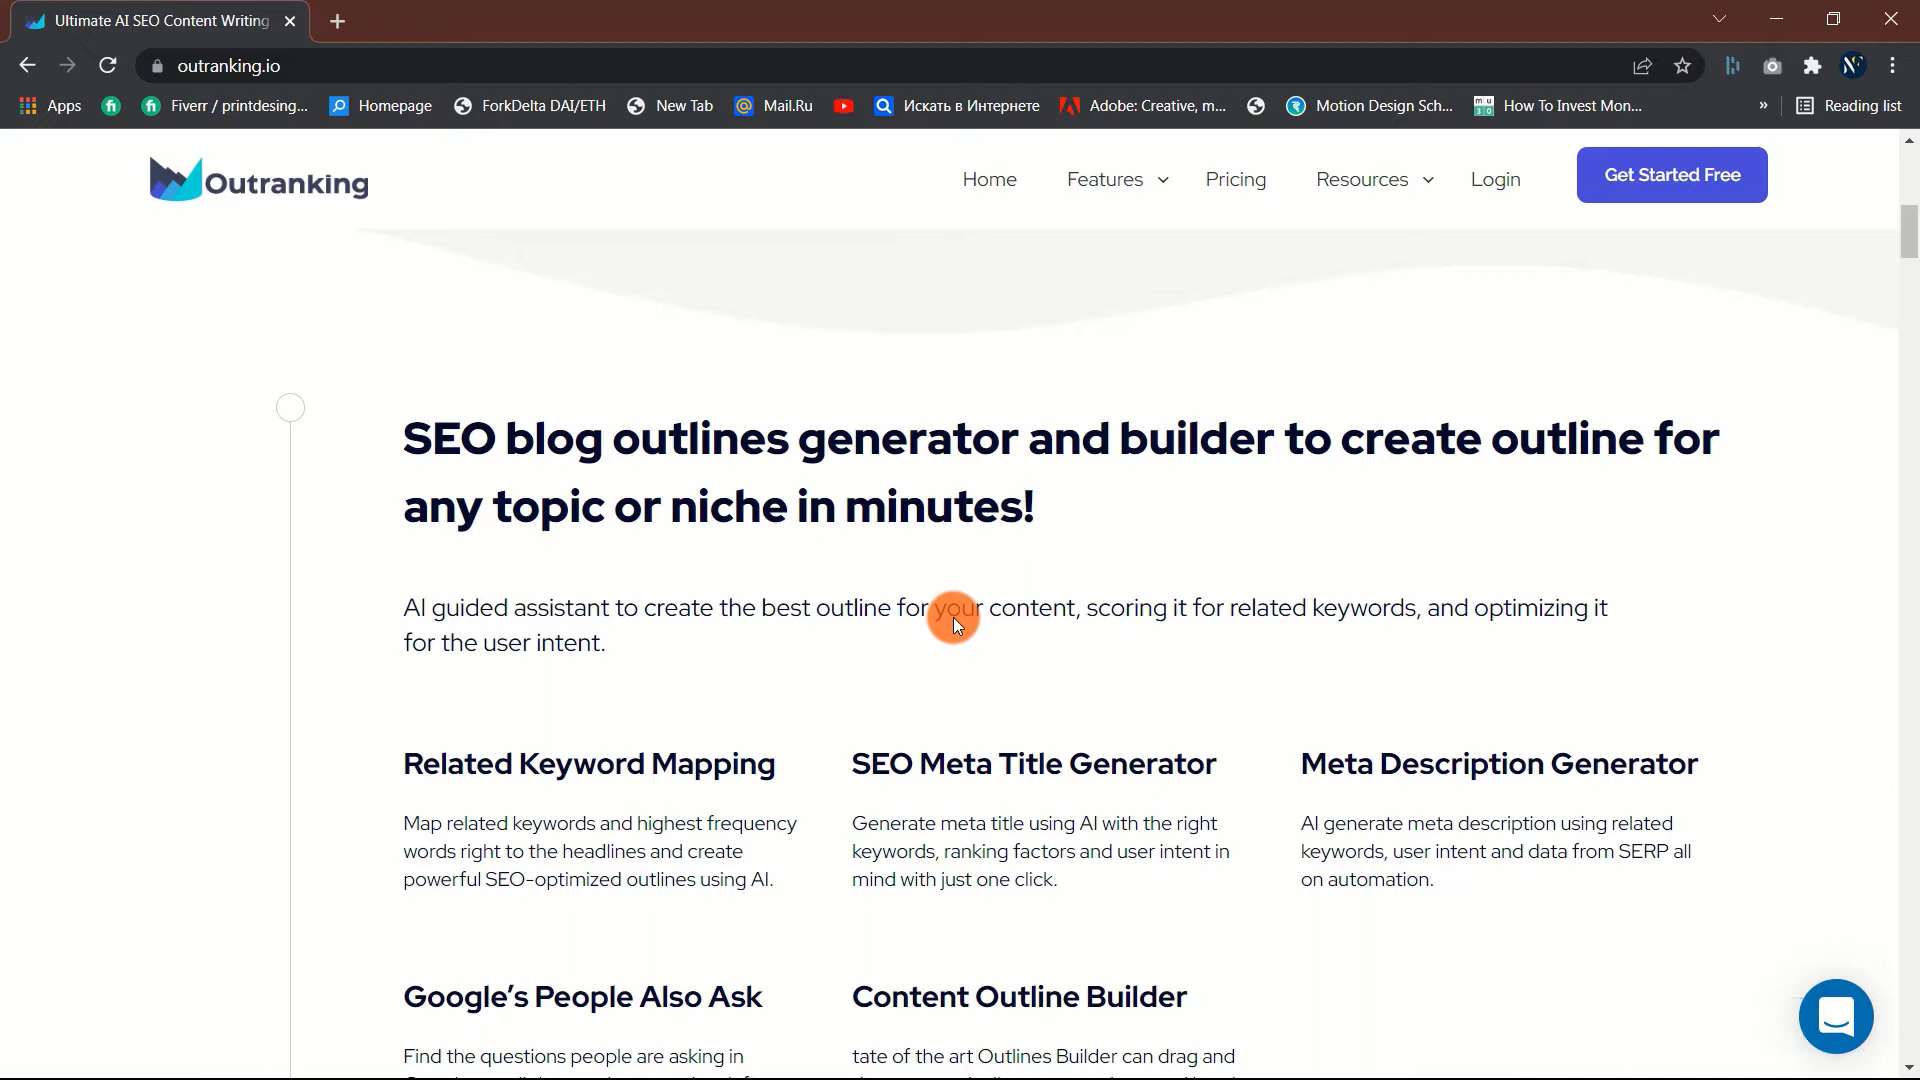 Ultimate AI SEO Content Writing
outranking.io
Apps
Fiverr / printdesing...
Homepage
ForkDelta DAI/ETH
New Tab
Mail.Ru
Искать в Интернете
Adobe: Creative, m...
Motion Design Sch...
How To Invest Mon...
»
Reading list
Outranking
Home
Features
Pricing
Resources
Login
Get Started Free
SEO blog outlines generator and builder to create outline for
any topic or niche in minutes!
AI guided assistant to create the best outline for your content, scoring it for related keywords, and optimizing it
for the user intent.
Related Keyword Mapping
Map related keywords and highest frequency
words right to the headlines and create
powerful SEO-optimized outlines using AI.
SEO Meta Title Generator
Generate meta title using AI with the right
keywords, ranking factors and user intent in
mind with just one click.
Meta Description Generator
AI generate meta description using related
keywords, user intent and data from SERP all
on automation.
Google’s People Also Ask
Find the questions people are asking in
Content Outline Builder
tate of the art Outlines Builder can drag and